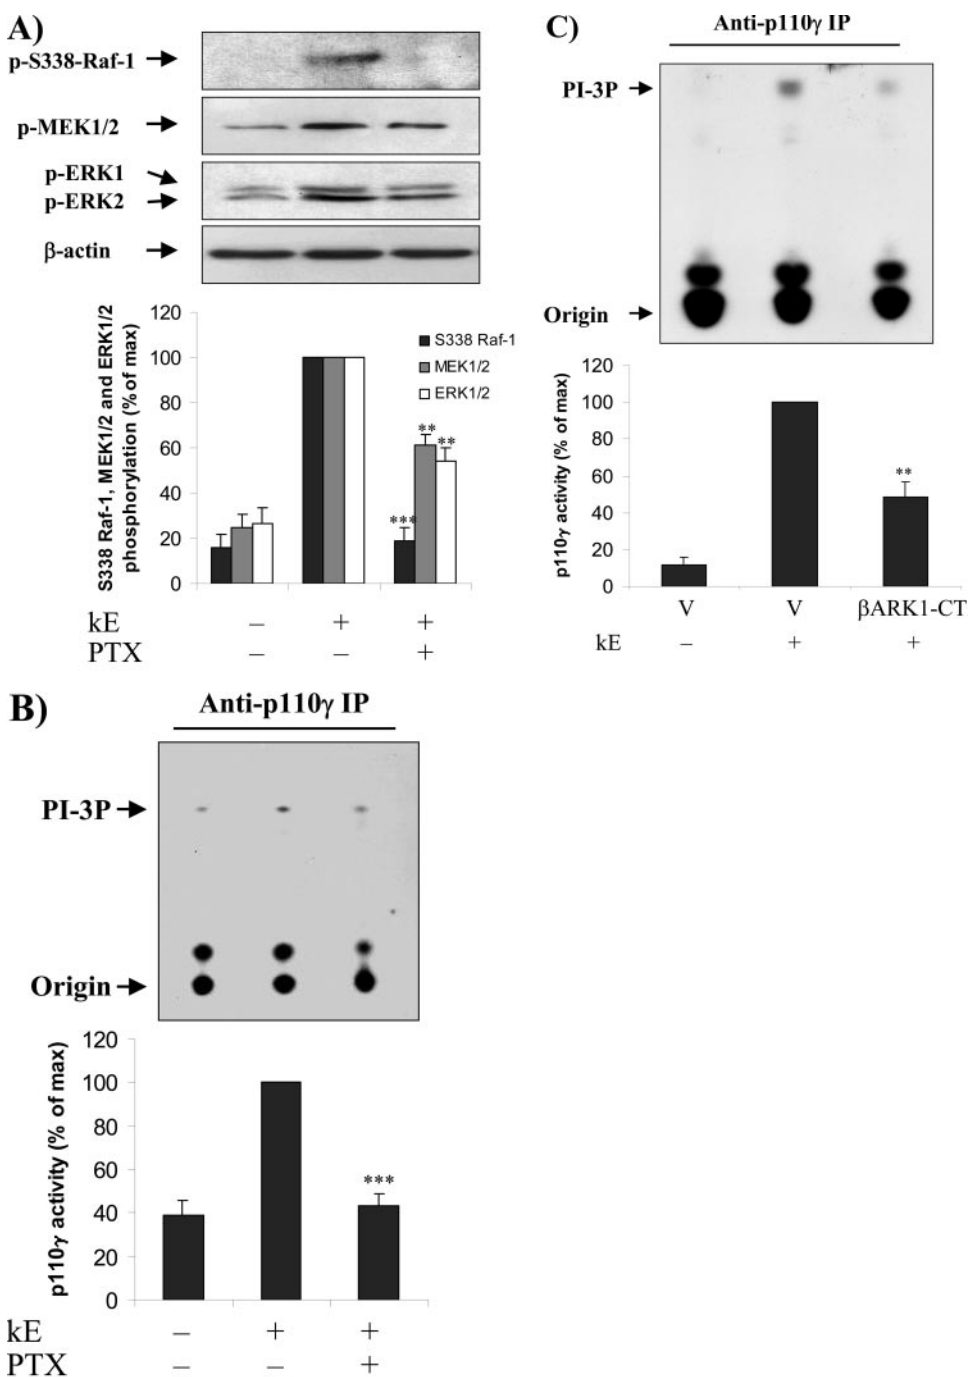 A)
p-S338-Raf-1
p-MEK1/2
p-ERK1
p-ERK2
β-actin
S338 Raf-1, MEK1/2 and ERK1/2
phosphorylation (% of max)
120
100
80
60
40
20
0
S338 Raf-1
MEK1/2
ERK1/2
***
**
**
kE – + +
PTX – – +
C)
Anti-p110γ IP
PI-3P
Origin
p110γ activity (% of max)
120
100
80
60
40
20
0
**
V V βARK1-CT
kE – + +
B)
Anti-p110γ IP
PI-3P
Origin
p110γ activity (% of max)
120
100
80
60
40
20
0
***
kE – + +
PTX – – +